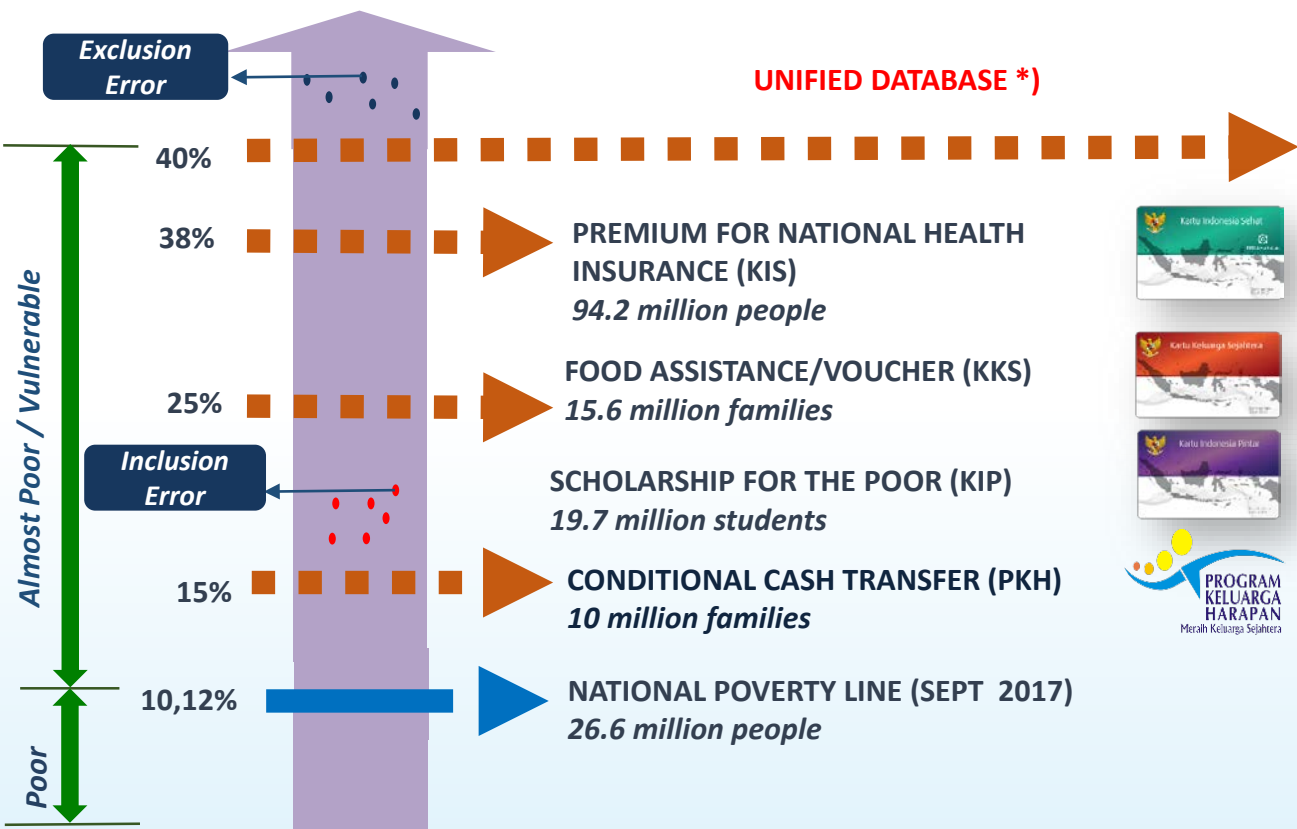 Exclusion
Error
UNIFIED DATABASE *)
40%
38%
PREMIUM FOR NATIONAL HEALTH
INSURANCE (KIS)
94.2 million people
Kartu Indonesia Sehat
Almost Poor / Vulnerable
25%
FOOD ASSISTANCE/VOUCHER (KKS)
15.6 million families
Kartu Keluarga Sejahtera
Inclusion
Error
SCHOLARSHIP FOR THE POOR (KIP)
19.7 million students
Kartu Indonesia Pintar
15%
CONDITIONAL CASH TRANSFER (PKH)
10 million families
PROGRAM
KELUARGA
HARAPAN
Meraih Keluarga Sejahtera
10,12%
NATIONAL POVERTY LINE (SEPT 2017)
26.6 million people
Poor